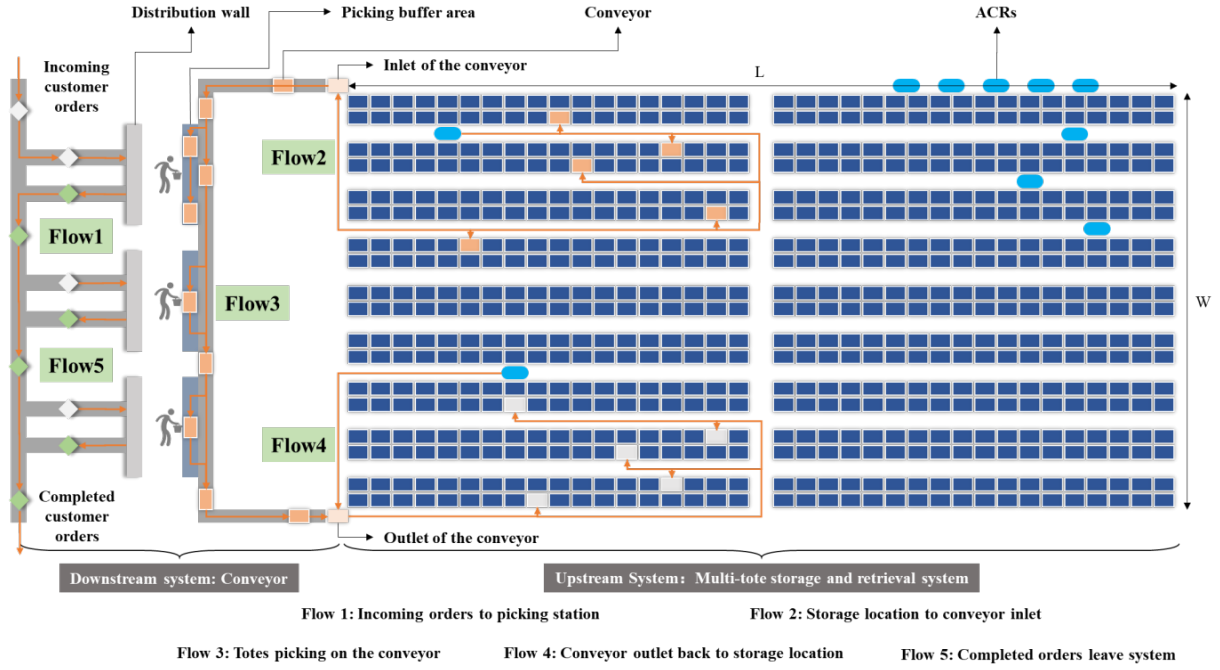 Distribution wall
Picking buffer area
Conveyor
ACRs
Incoming
customer
orders
Inlet of the conveyor
L
Flow2
W
Flow1
Flow3
Flow5
Flow4
Completed
customer
orders
Outlet of the conveyor
Downstream system: Conveyor
Upstream System: Multi-tote storage and retrieval system
Flow 1: Incoming orders to picking station
Flow 2: Storage location to conveyor inlet
Flow 3: Totes picking on the conveyor
Flow 4: Conveyor outlet back to storage location
Flow 5: Completed orders leave system